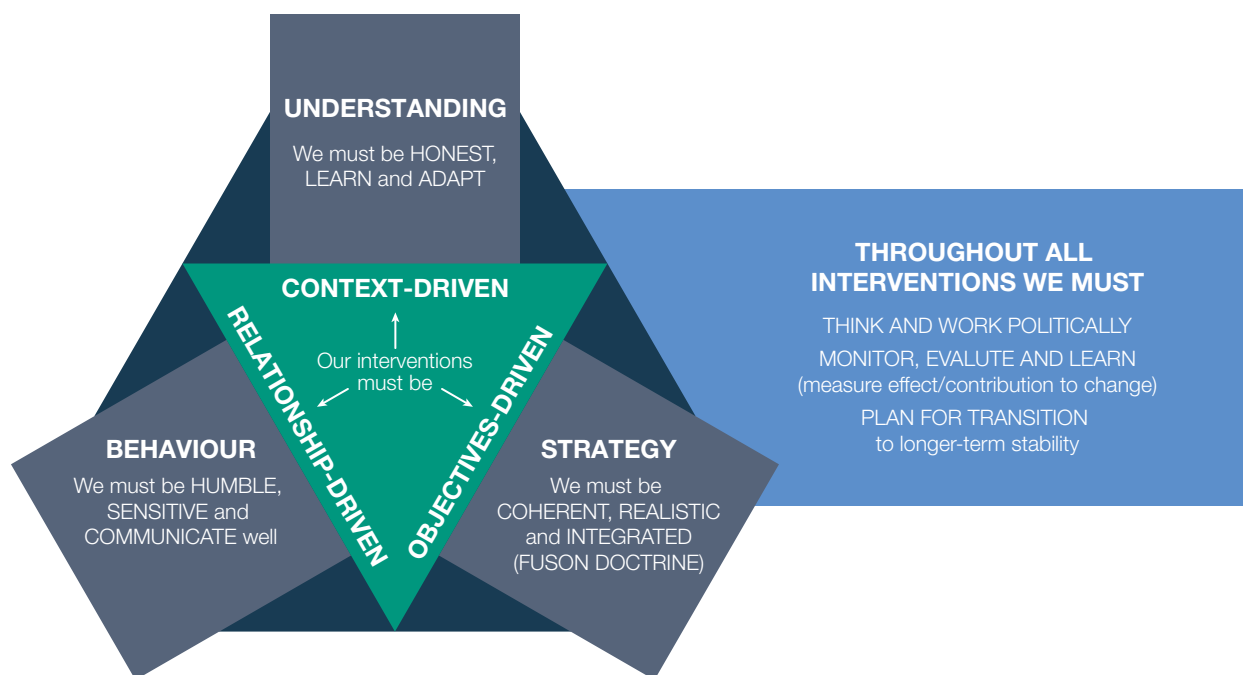 UNDERSTANDING
We must be HONEST,
LEARN and ADAPT
CONTEXT-DRIVEN
Our interventions
must be
RELATIONSHIP-DRIVEN
OBJECTIVES-DRIVEN
BEHAVIOUR
We must be HUMBLE,
SENSITIVE and
COMMUNICATE well
STRATEGY
We must be
COHERENT, REALISTIC
and INTEGRATED
(FUSON DOCTRINE)
THROUGHOUT ALL
INTERVENTIONS WE MUST
THINK AND WORK POLITICALLY
MONITOR, EVALUTE AND LEARN
(measure effect/contribution to change)
PLAN FOR TRANSITION
to longer-term stability